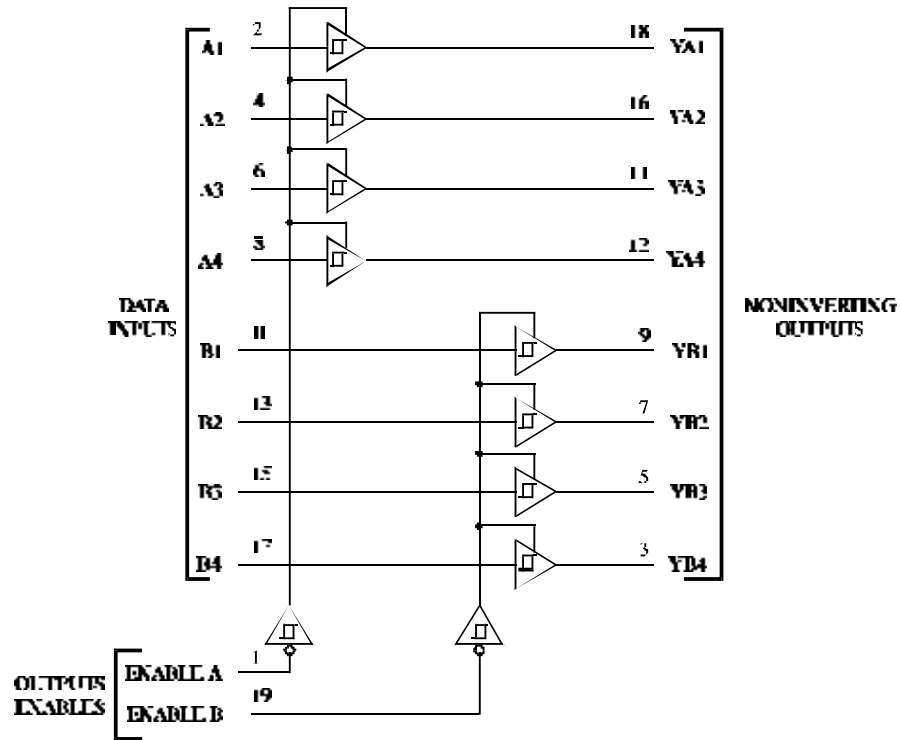 A1 2 18 YA1
A2 4 16 YA2
A3 6 YA3
A4 12 YA4
DATA
INPUTS
NONINVERTING
OUTPUTS
B1 11 9 YB1
B2 13 7 YB2
B3 15 5 YB3
B4 17 3 YB4
OUTPUTS
ENABLES
ENABLE A 1
ENABLE B 19